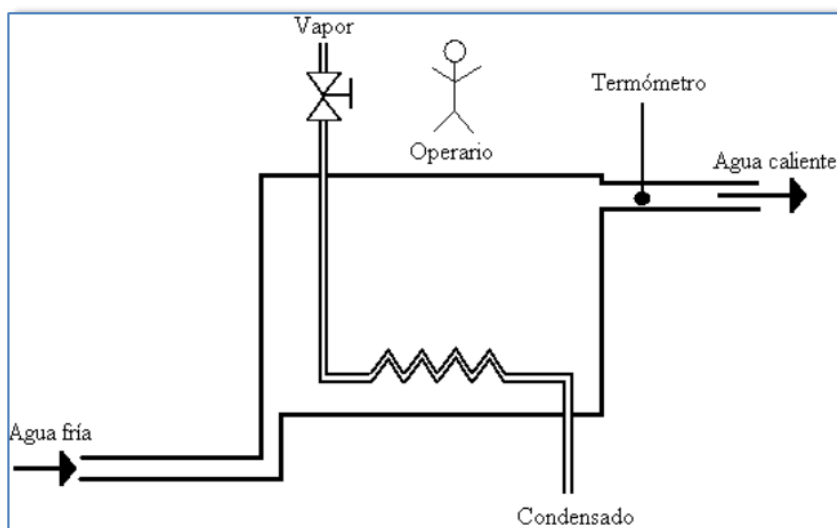 Vapor
Operario
Termómetro
Agua caliente
Agua fría
Condensado